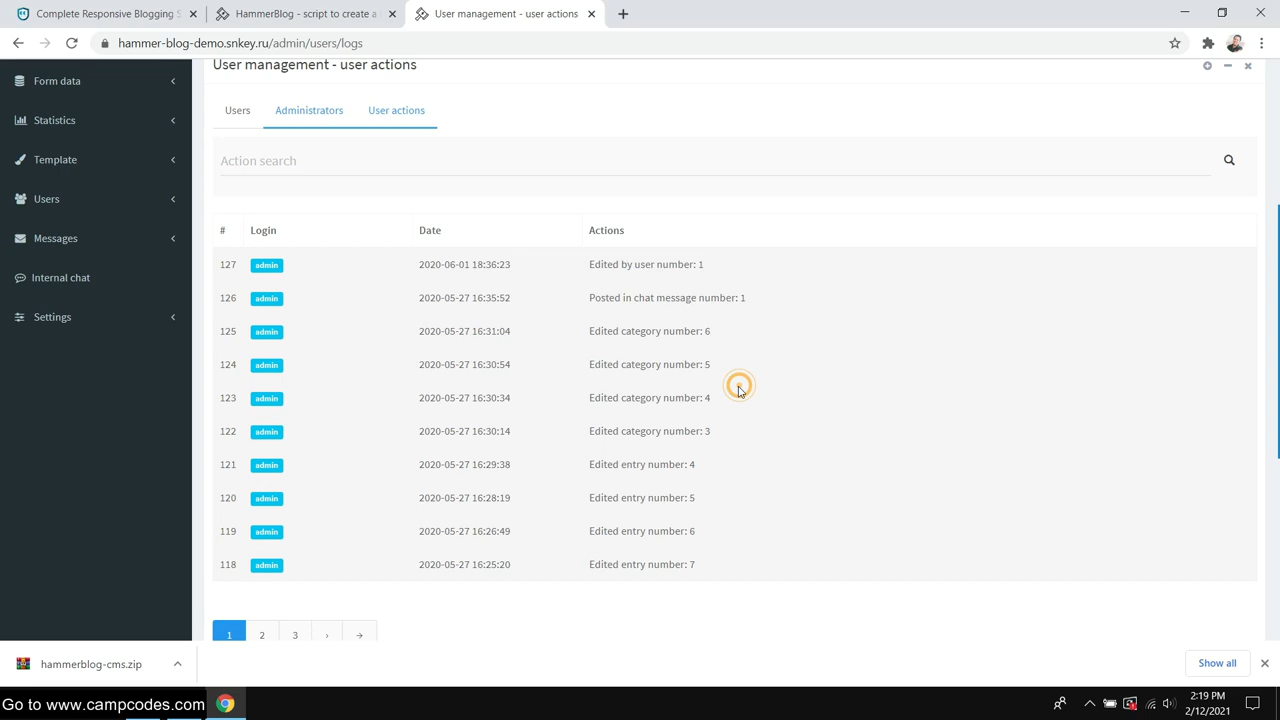 Complete Responsive Blogging S
HammerBlog - script to create a
User management - user actions
hammer-blog-demo.snkey.ru/admin/users/logs
Form data
Statistics
Template
Users
Messages
Internal chat
Settings
User management - user actions
Users Administrators User actions
Action search
# Login Date Actions
127 admin 2020-06-01 18:36:23 Edited by user number: 1
126 admin 2020-05-27 16:35:52 Posted in chat message number: 1
125 admin 2020-05-27 16:31:04 Edited category number: 6
124 admin 2020-05-27 16:30:54 Edited category number: 5
123 admin 2020-05-27 16:30:34 Edited category number: 4
122 admin 2020-05-27 16:30:14 Edited category number: 3
121 admin 2020-05-27 16:29:38 Edited entry number: 4
120 admin 2020-05-27 16:28:19 Edited entry number: 5
119 admin 2020-05-27 16:26:49 Edited entry number: 6
118 admin 2020-05-27 16:25:20 Edited entry number: 7
1 2 3 › →
hammerblog-cms.zip
Show all
Go to www.campcodes.com
2:19 PM
2/12/2021